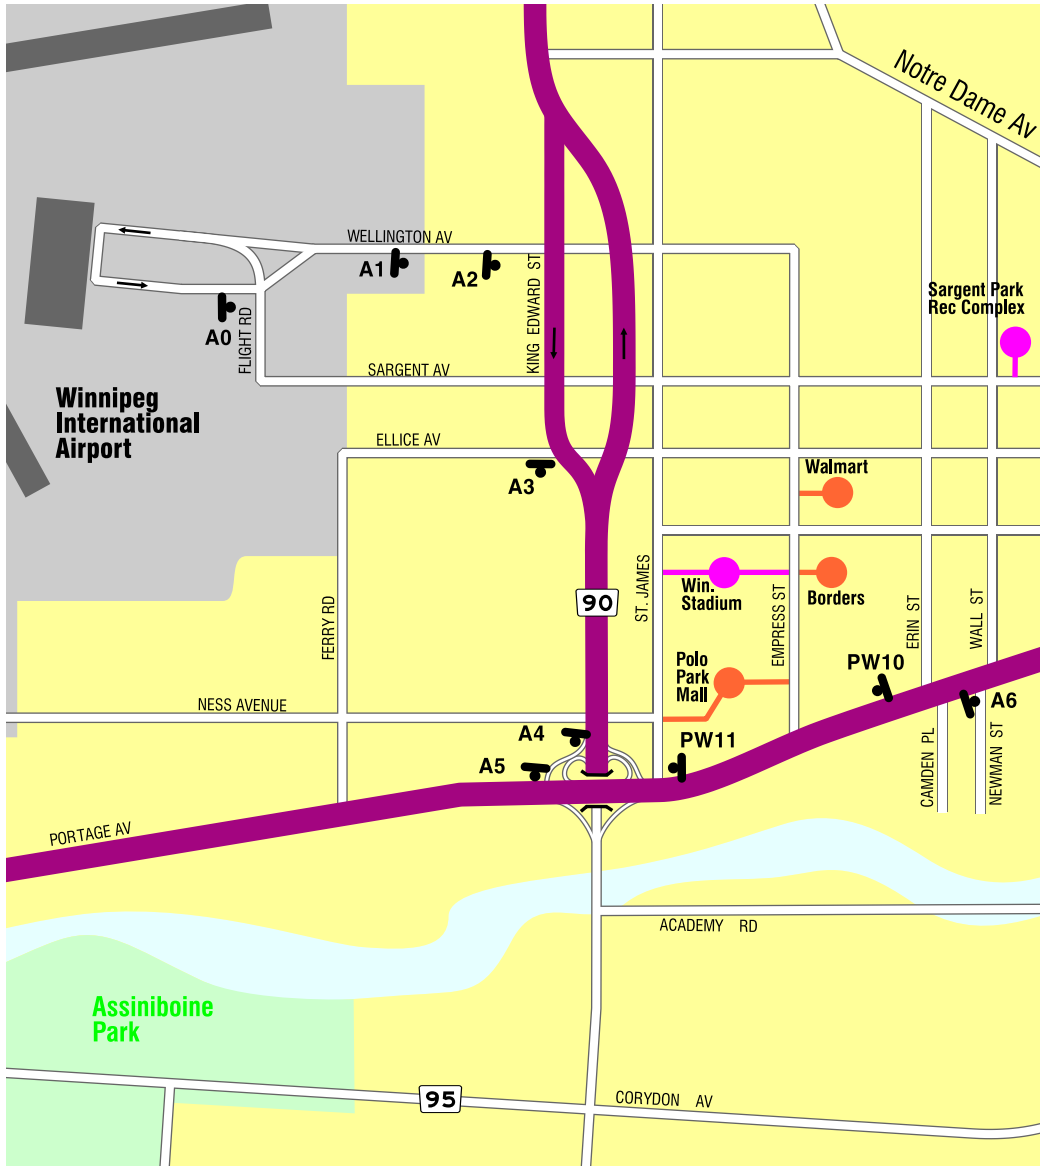 Notre Dame Av
WELLINGTON AV
A1
A2
KING EDWARD ST
Sargent Park
Rec Complex
A0
FLIGHT RD
SARGENT AV
Winnipeg
International
Airport
ELLICE AV
A3
Walmart
90
ST. JAMES
Win.
Stadium
EMPRESS ST
Borders
ERIN ST
WALL ST
FERRY RD
Polo
Park
Mall
PW10
A6
NESS AVENUE
A4
PW11
A5
CAMDEN PL
NEWMAN ST
PORTAGE AV
ACADEMY RD
Assiniboine
Park
95
CORYDON AV